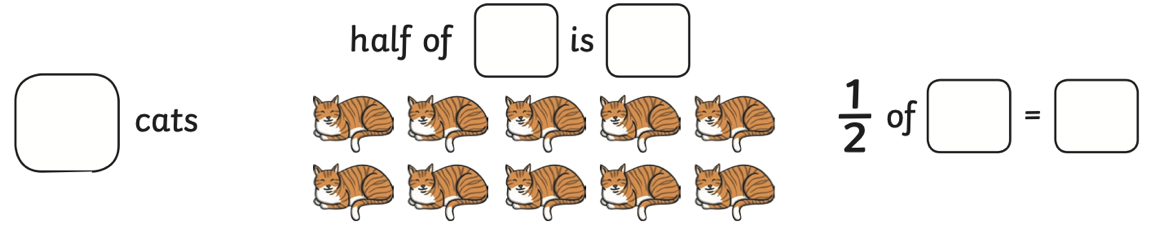 half of is
cats
1/2 of =